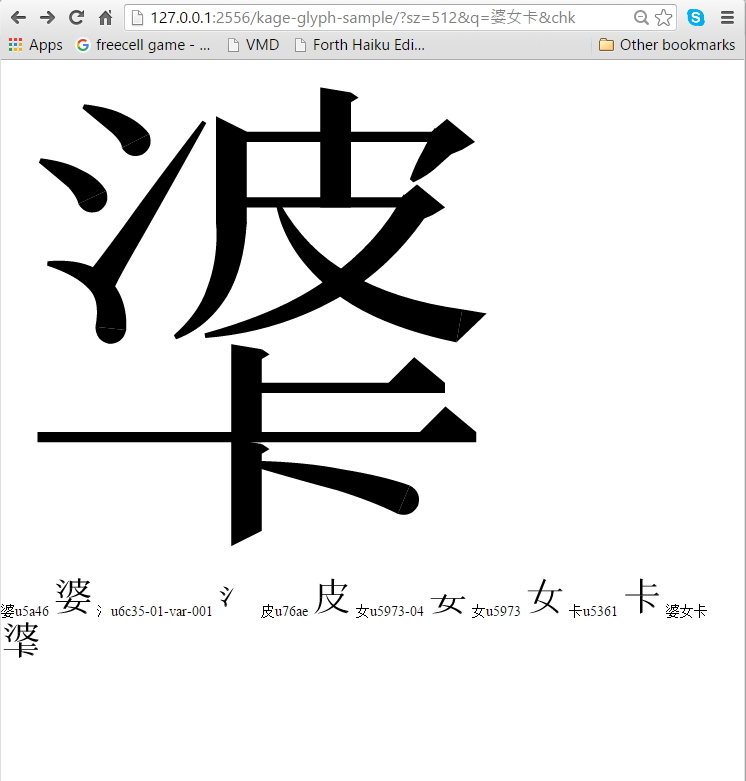 127.0.0.1:2556/kage-glyph-sample/?sz=512&q=婆女卡&chk
Apps freecell game - ... VMD Forth Haiku Edi... Other bookmarks
婆u5a46 婆 氵u6c35-01-var-001 氵 皮u76ae 皮 女u5973-04 女 女u5973 女 卡u5361 卡 婆女卡